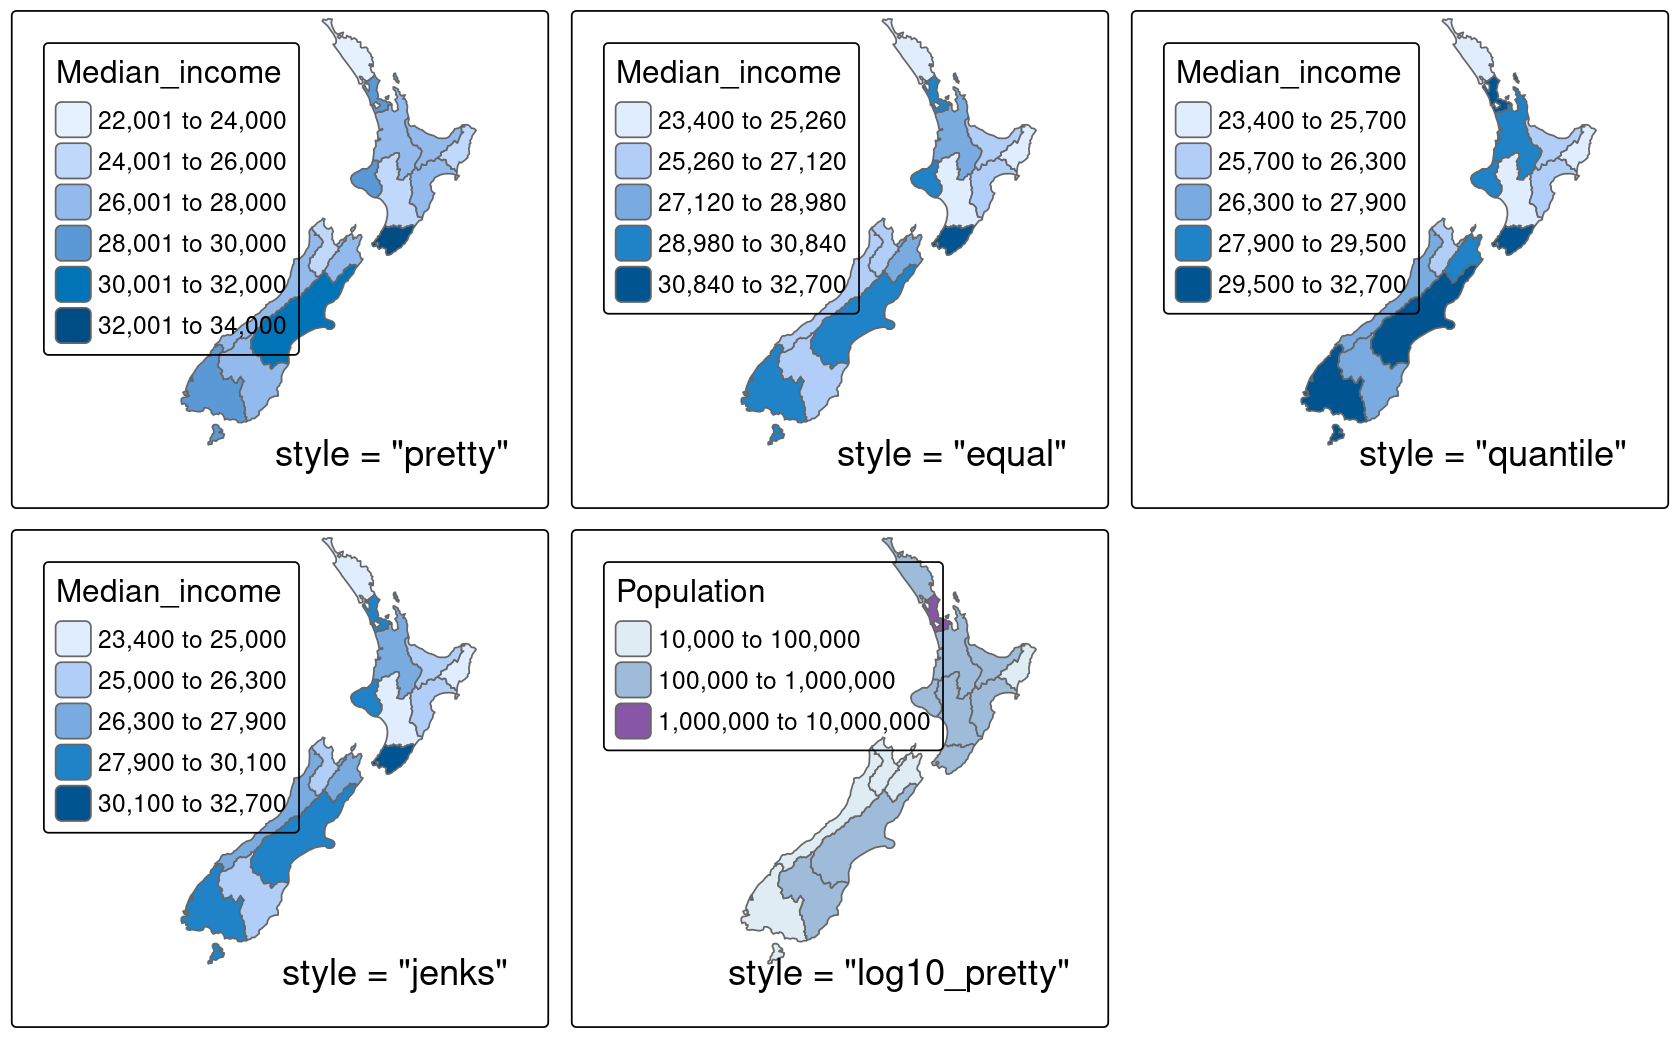 Median_income
22,001 to 24,000
24,001 to 26,000
26,001 to 28,000
28,001 to 30,000
30,001 to 32,000
32,001 to 34,000
style = "pretty"
Median_income
23,400 to 25,260
25,260 to 27,120
27,120 to 28,980
28,980 to 30,840
30,840 to 32,700
style = "equal"
Median_income
23,400 to 25,700
25,700 to 26,300
26,300 to 27,900
27,900 to 29,500
29,500 to 32,700
style = "quantile"
Median_income
23,400 to 25,000
25,000 to 26,300
26,300 to 27,900
27,900 to 30,100
30,100 to 32,700
style = "jenks"
Population
10,000 to 100,000
100,000 to 1,000,000
1,000,000 to 10,000,000
style = "log10_pretty"